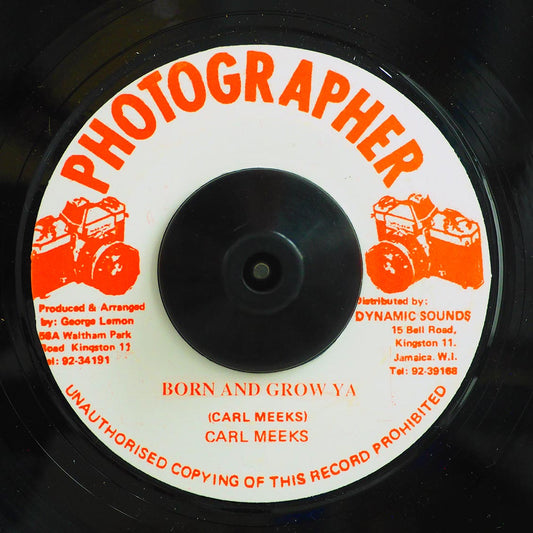 PHOTOGRAPHER
Produced & Arranged
by: George Lemon
56A Waltham Park
Road Kingston 11
Tel: 92-34191
Distributed by:
DYNAMIC SOUNDS
15 Bell Road,
Kingston 11.
Jamaica. W.I.
Tel: 92-39168
BORN AND GROW YA
(CARL MEEKS)
CARL MEEKS
UNAUTHORISED COPYING OF THIS RECORD PROHIBITED